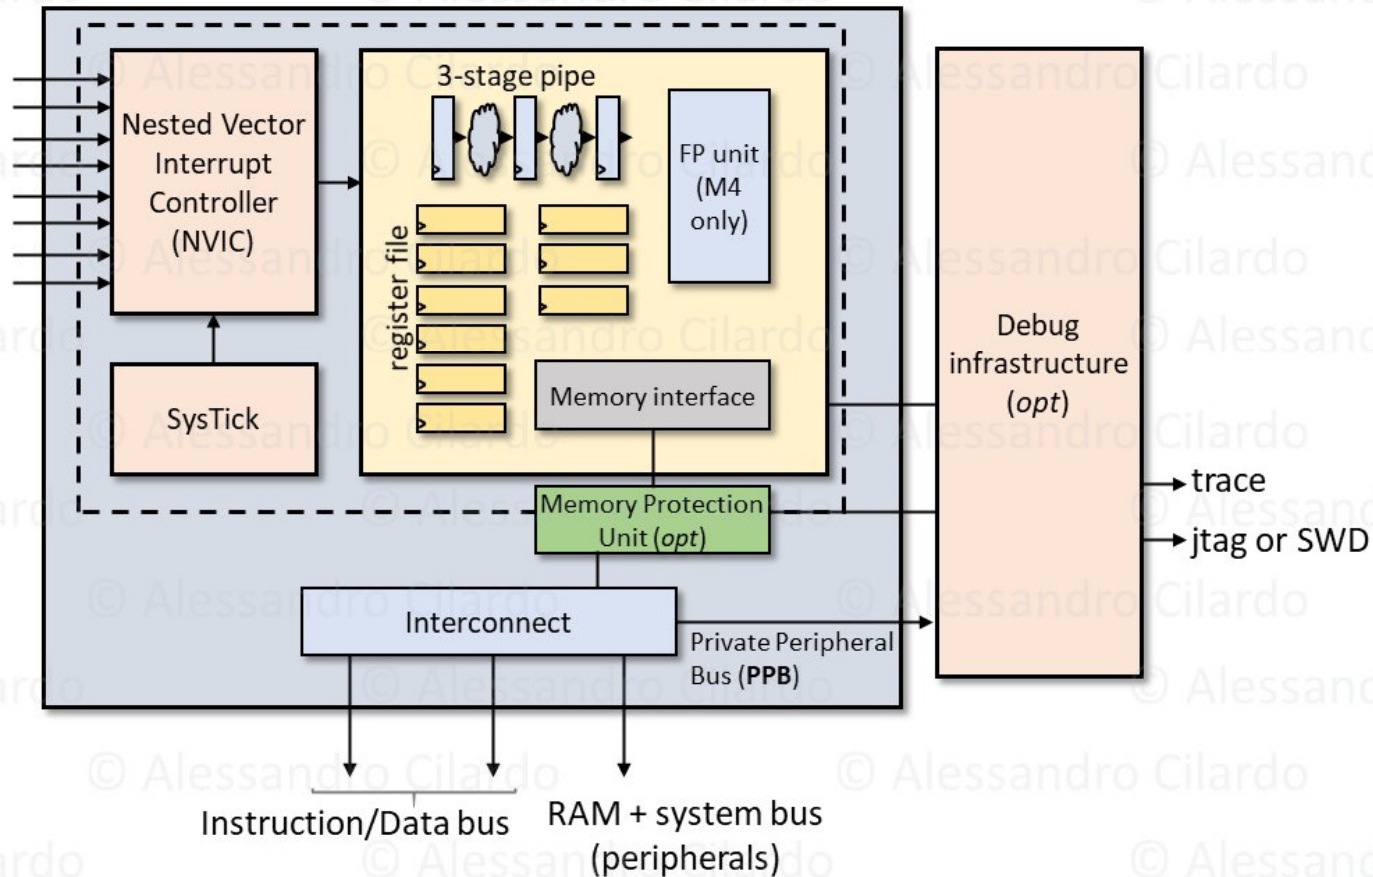 3-stage pipe
Nested Vector
Interrupt
Controller
(NVIC)
FP unit
(M4
only)
register file
Memory interface
SysTick
Debug
infrastructure
(opt)
Memory Protection
Unit (opt)
trace
jtag or SWD
Interconnect
Private Peripheral
Bus (PPB)
Instruction/Data bus
RAM + system bus
(peripherals)
© Alessandro Cilardo